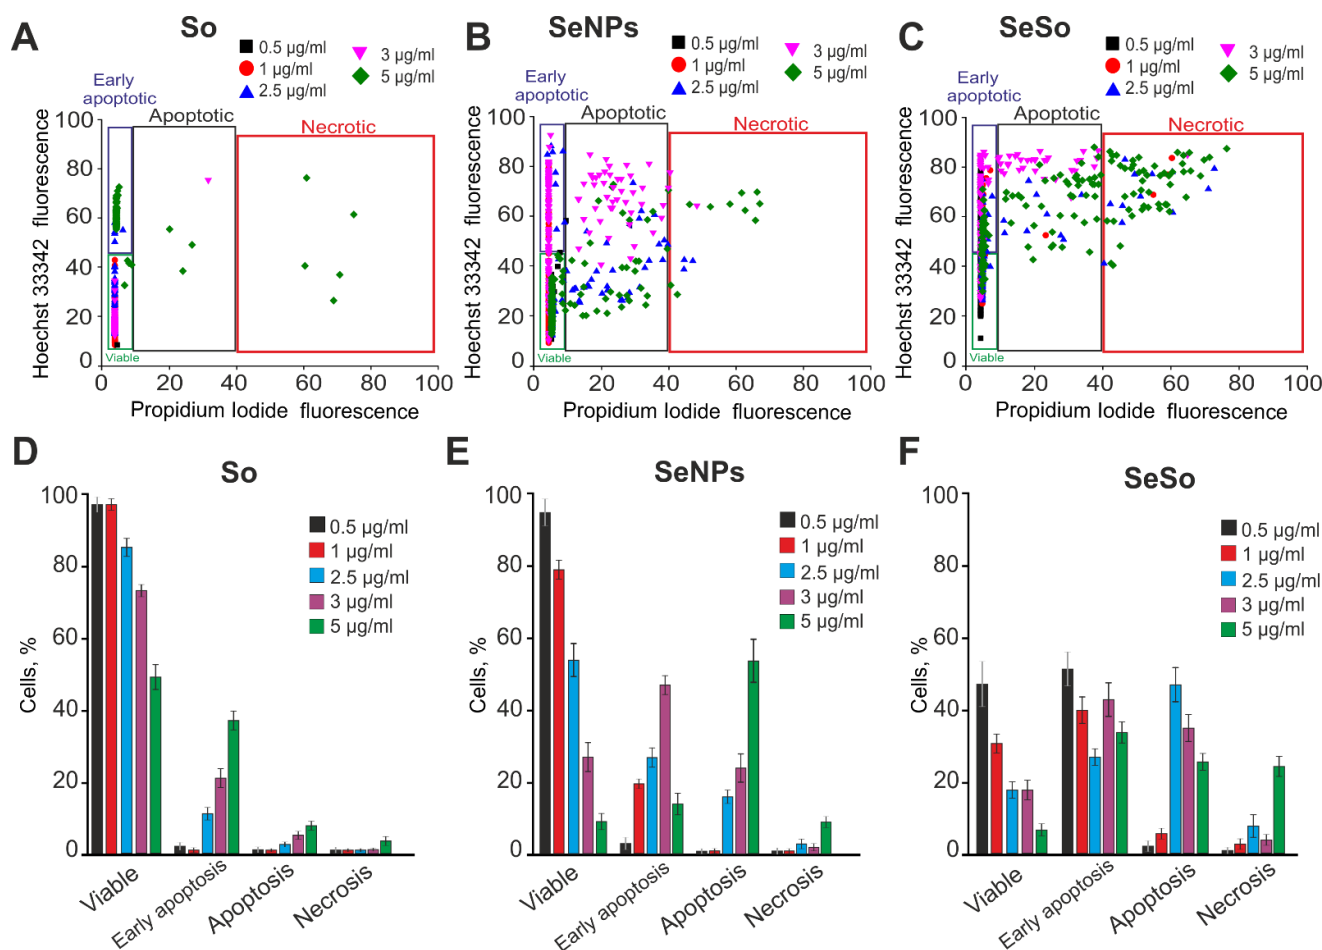 A So
0.5 µg/ml 3 µg/ml
1 µg/ml 5 µg/ml
2.5 µg/ml
Early
apoptotic
Apoptotic
Necrotic
Viable
Hoechst 33342 fluorescence
100
80
60
40
20
0
0 20 40 60 80 100
Propidium Iodide fluorescence
B SeNPs
0.5 µg/ml 3 µg/ml
1 µg/ml 5 µg/ml
2.5 µg/ml
Early
apoptotic
Apoptotic
Necrotic
Viable
Hoechst 33342 fluorescence
100
80
60
40
20
0
0 20 40 60 80 100
Propidium Iodide fluorescence
C SeSo
0.5 µg/ml 3 µg/ml
1 µg/ml 5 µg/ml
2.5 µg/ml
Early
apoptotic
Apoptotic
Necrotic
Viable
Hoechst 33342 fluorescence
100
80
60
40
20
0
0 20 40 60 80 100
Propidium Iodide fluorescence
D So
0.5 µg/ml
1 µg/ml
2.5 µg/ml
3 µg/ml
5 µg/ml
Cells, %
100
80
60
40
20
0
Viable Early apoptosis Apoptosis Necrosis
E SeNPs
0.5 µg/ml
1 µg/ml
2.5 µg/ml
3 µg/ml
5 µg/ml
Cells, %
100
80
60
40
20
0
Viable Early apoptosis Apoptosis Necrosis
F SeSo
0.5 µg/ml
1 µg/ml
2.5 µg/ml
3 µg/ml
5 µg/ml
Cells, %
100
80
60
40
20
0
Viable Early apoptosis Apoptosis Necrosis